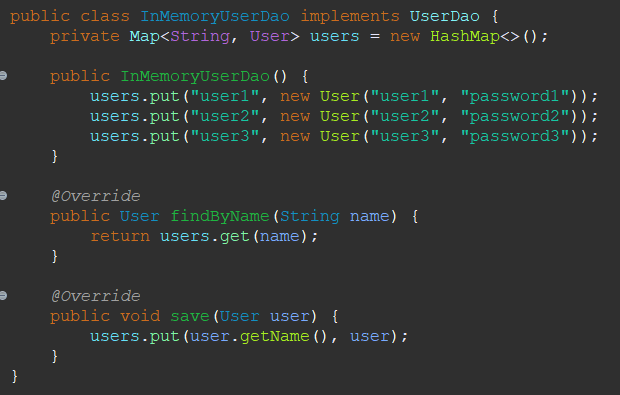 public class InMemoryUserDao implements UserDao {
    private Map<String, User> users = new HashMap<>();

    public InMemoryUserDao() {
        users.put("user1", new User("user1", "password1"));
        users.put("user2", new User("user2", "password2"));
        users.put("user3", new User("user3", "password3"));
    }

    @Override
    public User findByName(String name) {
        return users.get(name);
    }

    @Override
    public void save(User user) {
        users.put(user.getName(), user);
    }
}